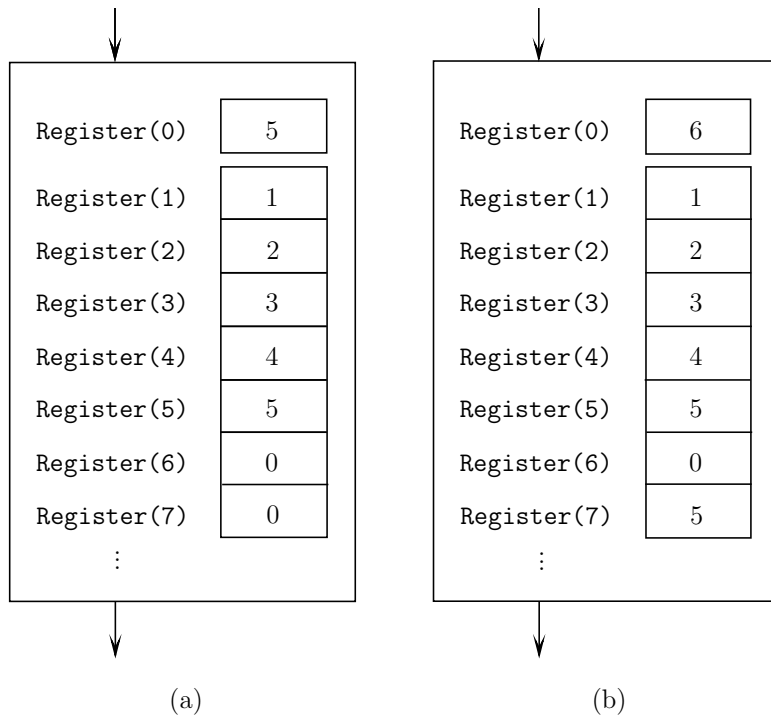 Register(0) 5
Register(1) 1
Register(2) 2
Register(3) 3
Register(4) 4
Register(5) 5
Register(6) 0
Register(7) 0
⋮
(a)
Register(0) 6
Register(1) 1
Register(2) 2
Register(3) 3
Register(4) 4
Register(5) 5
Register(6) 0
Register(7) 5
⋮
(b)